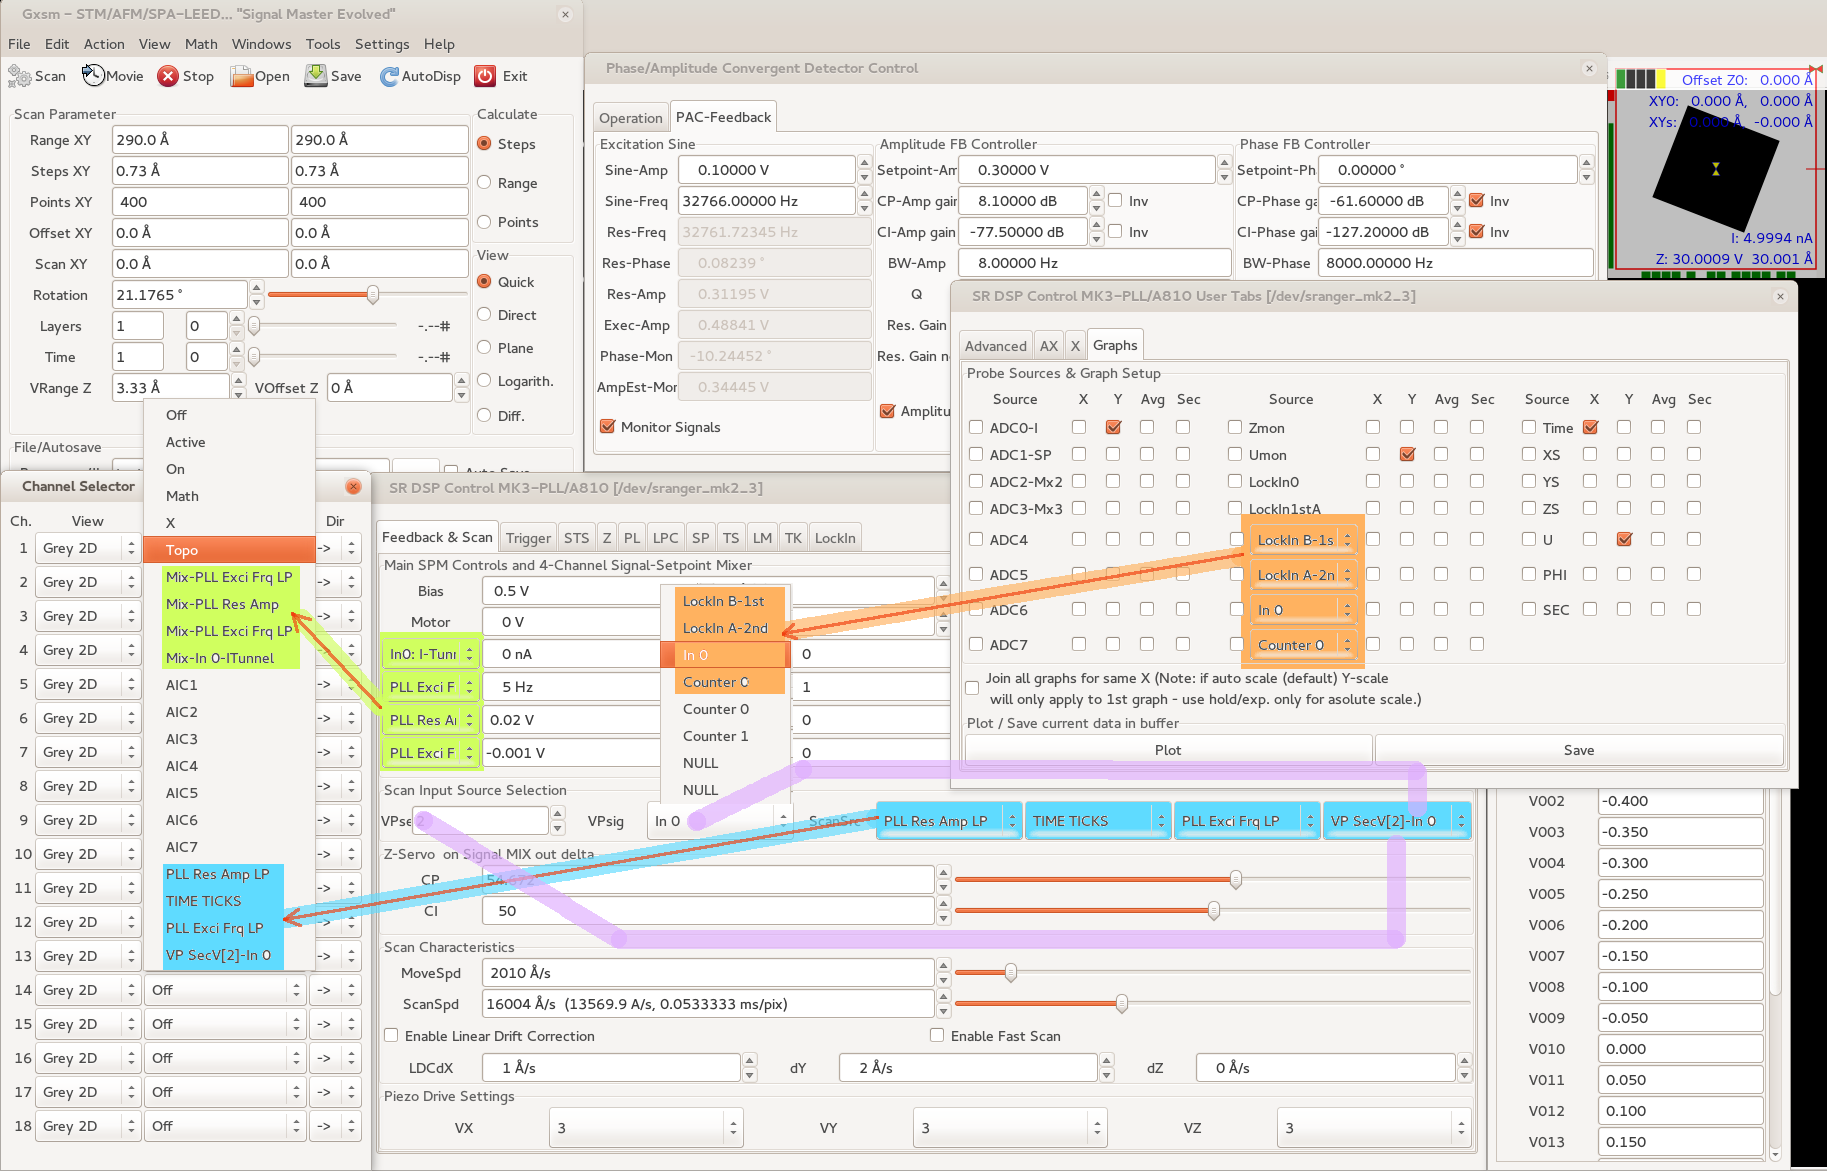 Gxsm - STM/AFM/SPA-LEED... "Signal Master Evolved"
File Edit Action View Math Windows Tools Settings Help
Scan Movie Stop Open Save AutoDisp Exit
Scan Parameter
Range XY 290.0 Å 290.0 Å
Steps XY 0.73 Å 0.73 Å
Points XY 400 400
Offset XY 0.0 Å 0.0 Å
Scan XY 0.0 Å 0.0 Å
Rotation 21.1765 °
Layers 1 0 -.--#
Time 1 0 -.--#
VRange Z 3.33 Å VOffset Z 0 Å
Calculate
Steps
Range
Points
View
Quick
Direct
Plane
Logarith.
Diff.
File/Autosave
Phase/Amplitude Convergent Detector Control
Operation PAC-Feedback
Excitation Sine
Sine-Amp 0.10000 V
Sine-Freq 32766.00000 Hz
Res-Freq 32761.72345 Hz
Res-Phase 0.08239 °
Res-Amp 0.31195 V
Exec-Amp 0.48841 V
Phase-Mon -10.24452 °
AmpEst-Mor 0.34445 V
Monitor Signals
Amplitude FB Controller
Setpoint-Am 0.30000 V
CP-Amp gain 8.10000 dB Inv
CI-Amp gain -77.50000 dB Inv
BW-Amp 8.00000 Hz
Q
Res. Gain
Res. Gain n
Amplitu
Phase FB Controller
Setpoint-Ph 0.00000 °
CP-Phase ga -61.60000 dB Inv
CI-Phase gai -127.20000 dB Inv
BW-Phase 8000.00000 Hz
Offset Z0: 0.000 Å
XY0: 0.000 Å, 0.000 Å
XYs: 0.000 Å, -0.000 Å
I: 4.9994 nA
Z: 30.0009 V 30.001 Å
SR DSP Control MK3-PLL/A810 User Tabs [/dev/sranger_mk2_3]
Advanced AX X Graphs
Probe Sources & Graph Setup
Source X Y Avg Sec Source X Y Avg Sec Source X Y Avg Sec
ADC0-I Zmon Time
ADC1-SP Umon XS
ADC2-Mx2 LockIn0 YS
ADC3-Mx3 LockIn1stA ZS
ADC4 LockIn B-1s U
ADC5 LockIn A-2n PHI
ADC6 In 0 SEC
ADC7 Counter 0
Join all graphs for same X (Note: if auto scale (default) Y-scale
will only apply to 1st graph - use hold/exp. only for asolute scale.)
Plot / Save current data in buffer
Plot Save
Channel Selector
Ch. View Dir
1 Grey 2D ->
2 Grey 2D ->
3 Grey 2D ->
4 Grey 2D ->
5 Grey 2D ->
6 Grey 2D ->
7 Grey 2D ->
8 Grey 2D ->
9 Grey 2D ->
10 Grey 2D ->
11 Grey 2D ->
12 Grey 2D ->
13 Grey 2D ->
14 Grey 2D Off ->
15 Grey 2D Off ->
16 Grey 2D Off ->
17 Grey 2D Off ->
18 Grey 2D Off ->
Off
Active
On
Math
X
Topo
Mix-PLL Exci Frq LP
Mix-PLL Res Amp
Mix-PLL Exci Frq LP
Mix-In 0-ITunnel
AIC1
AIC2
AIC3
AIC4
AIC5
AIC6
AIC7
PLL Res Amp LP
TIME TICKS
PLL Exci Frq LP
VP SecV[2]-In 0
SR DSP Control MK3-PLL/A810 [/dev/sranger_mk2_3]
Feedback & Scan Trigger STS Z PL LPC SP TS LM TK LockIn
Main SPM Controls and 4-Channel Signal-Setpoint Mixer
Bias 0.5 V
Motor 0 V
In0: I-Tunr 0 nA 0
PLL Exci F 5 Hz 1
PLL Res Ar 0.02 V 0
PLL Exci F -0.001 V 0
LockIn B-1st
LockIn A-2nd
In 0
Counter 0
Counter 0
Counter 1
NULL
NULL
Scan Input Source Selection
VPse 2 VPsig In 0 ScanSrc PLL Res Amp LP TIME TICKS PLL Exci Frq LP VP SecV[2]-In 0
Z-Servo on Signal MIX out delta
CP 54.672
CI 50
Scan Characteristics
MoveSpd 2010 Å/s
ScanSpd 16004 Å/s (13569.9 A/s, 0.0533333 ms/pix)
Enable Linear Drift Correction Enable Fast Scan
LDCdX 1 Å/s dY 2 Å/s dZ 0 Å/s
Piezo Drive Settings
VX 3 VY 3 VZ 3
V002 -0.400
V003 -0.350
V004 -0.300
V005 -0.250
V006 -0.200
V007 -0.150
V008 -0.100
V009 -0.050
V010 0.000
V011 0.050
V012 0.100
V013 0.150